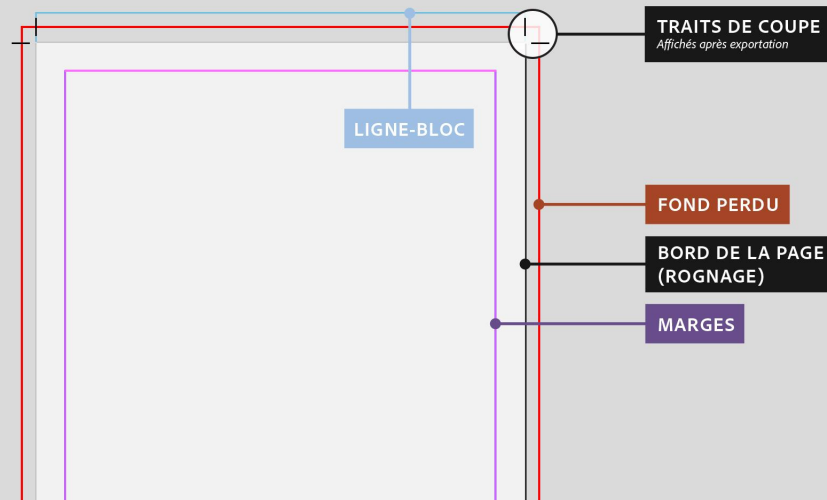 TRAITS DE COUPE
Affichés après exportation
LIGNE-BLOC
FOND PERDU
BORD DE LA PAGE
(ROGNAGE)
MARGES